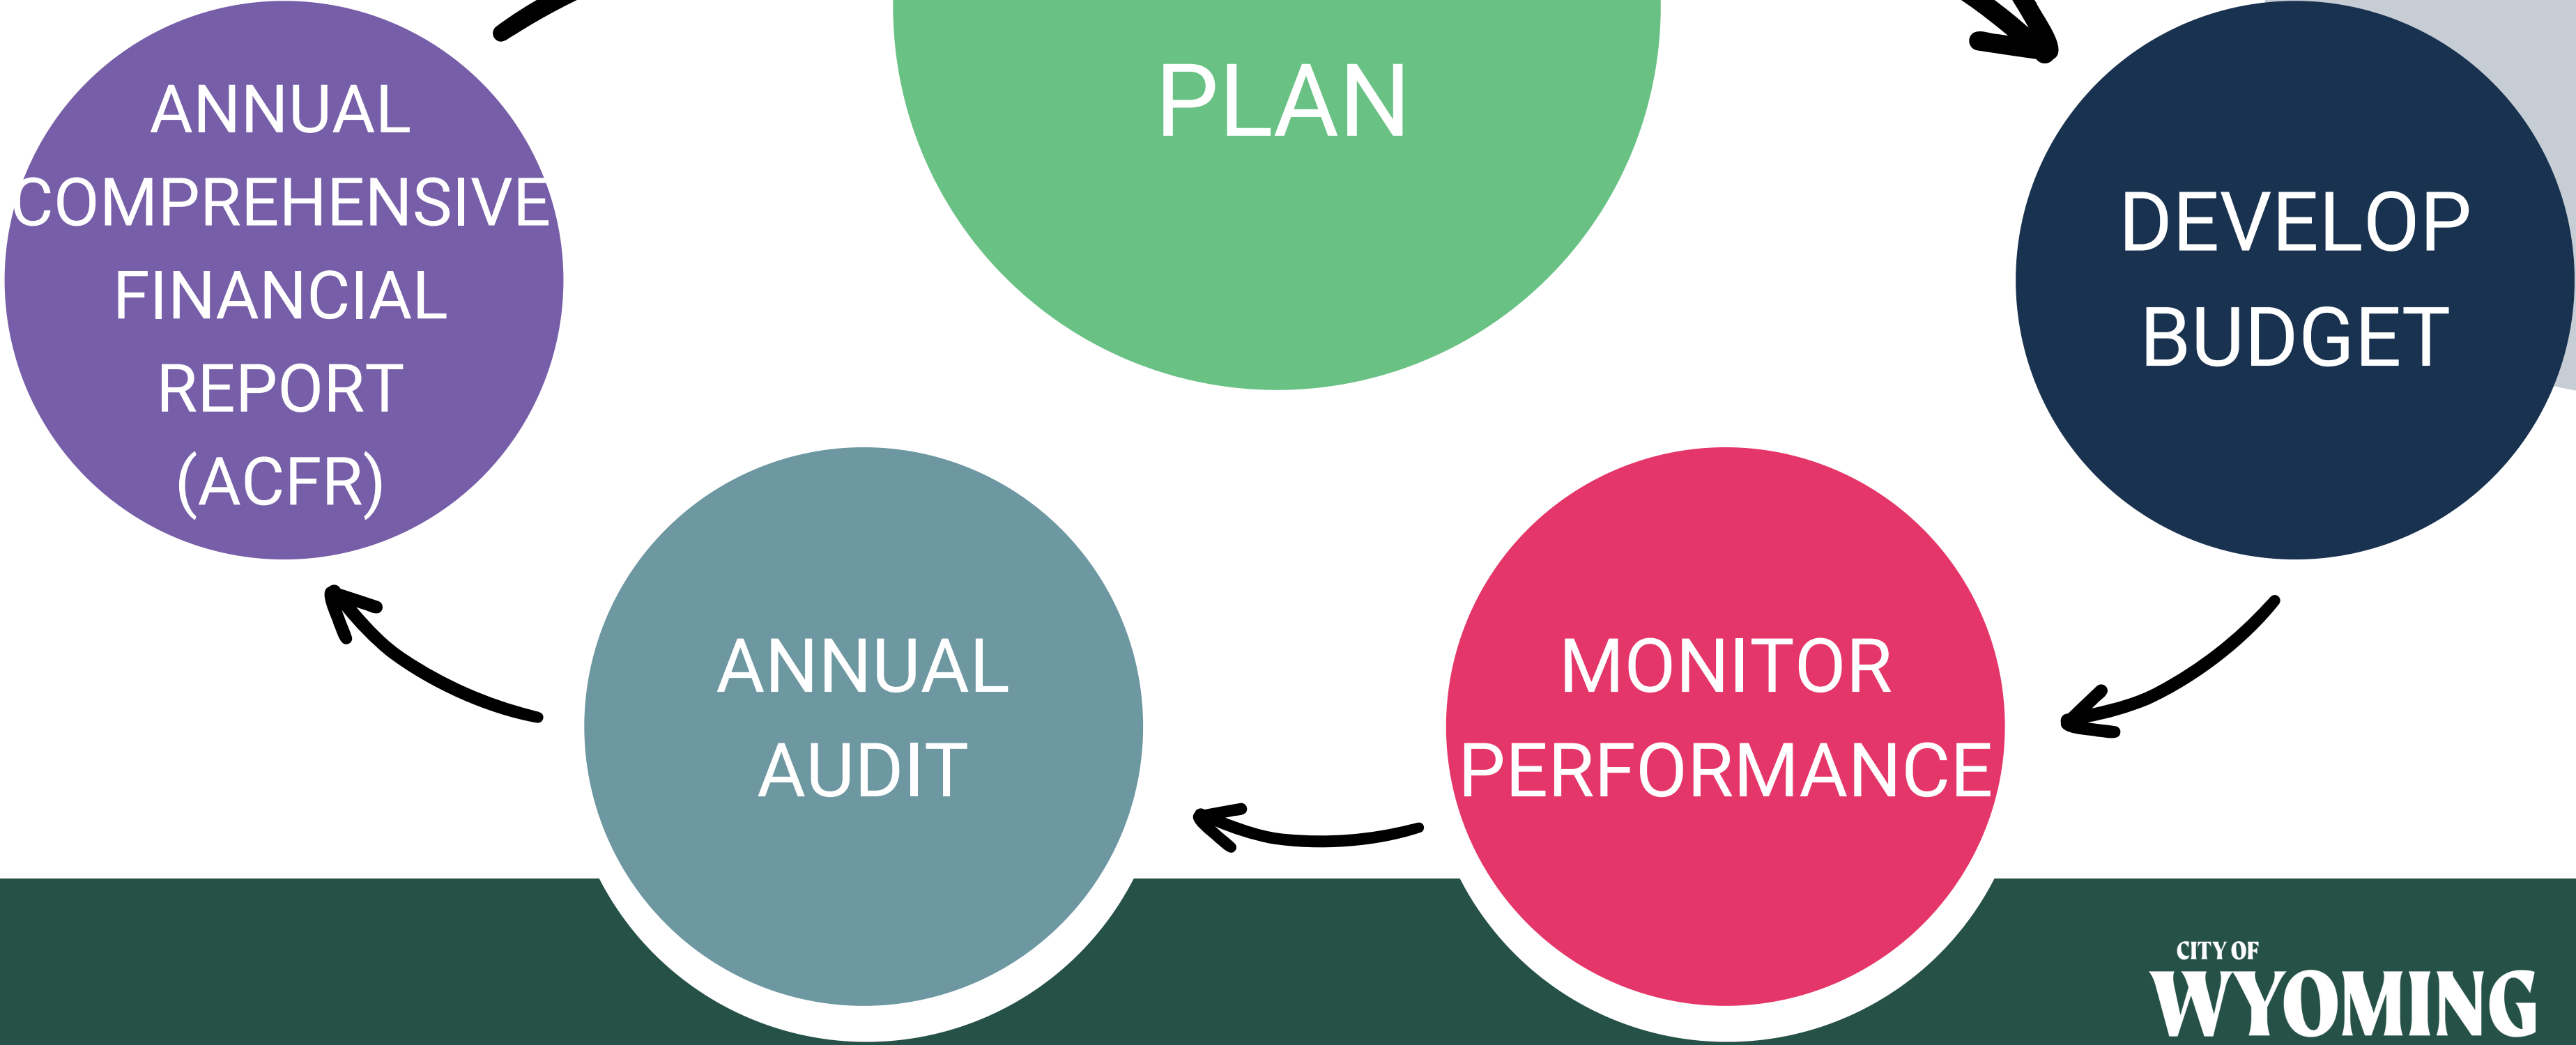 PLAN
ANNUAL
COMPREHENSIVE
FINANCIAL
REPORT
(ACFR)
DEVELOP
BUDGET
ANNUAL
AUDIT
MONITOR
PERFORMANCE
CITY OF
WYOMING